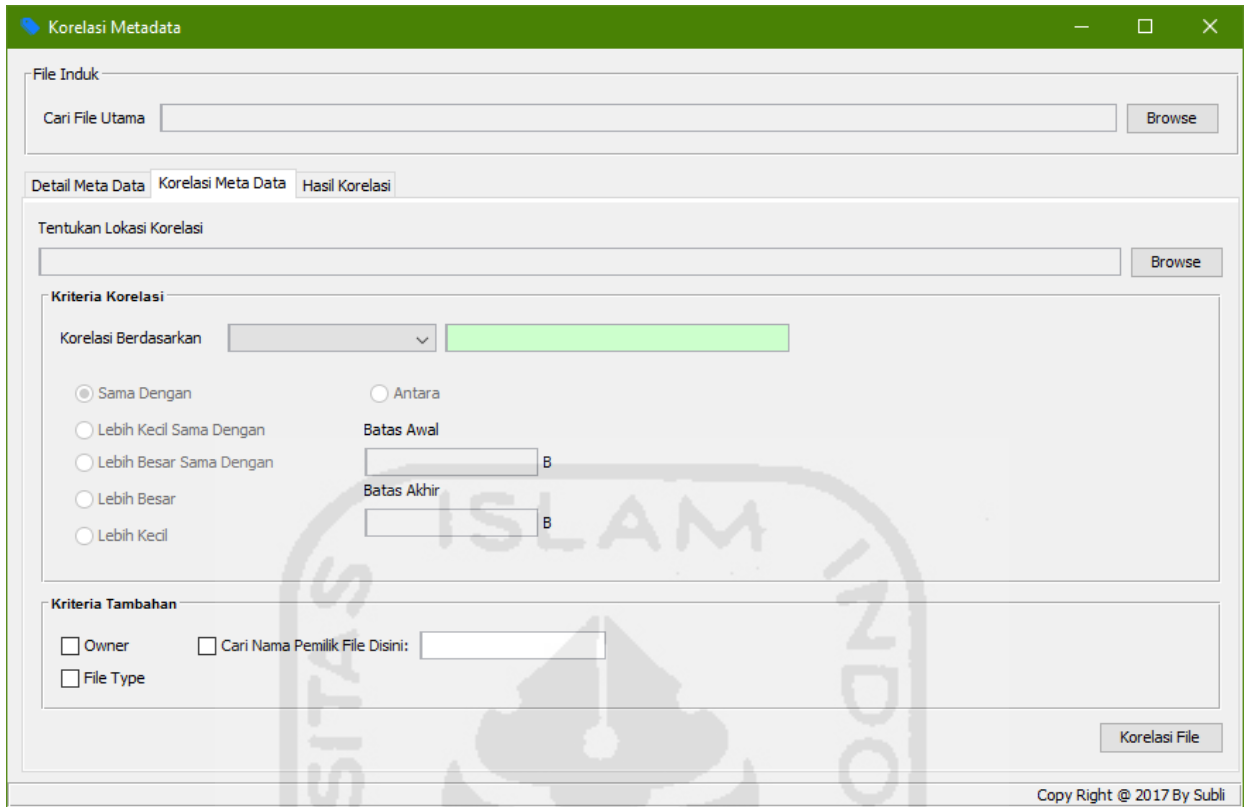 Korelasi Metadata
File Induk
Cari File Utama Browse
Detail Meta Data Korelasi Meta Data Hasil Korelasi
Tentukan Lokasi Korelasi
Browse
Kriteria Korelasi
Korelasi Berdasarkan
Sama Dengan Antara
Lebih Kecil Sama Dengan Batas Awal
Lebih Besar Sama Dengan B
Lebih Besar Batas Akhir
Lebih Kecil B
ISLAM
SITAS
INDO
Kriteria Tambahan
Owner Cari Nama Pemilik File Disini:
File Type
Korelasi File
Copy Right @ 2017 By Subli